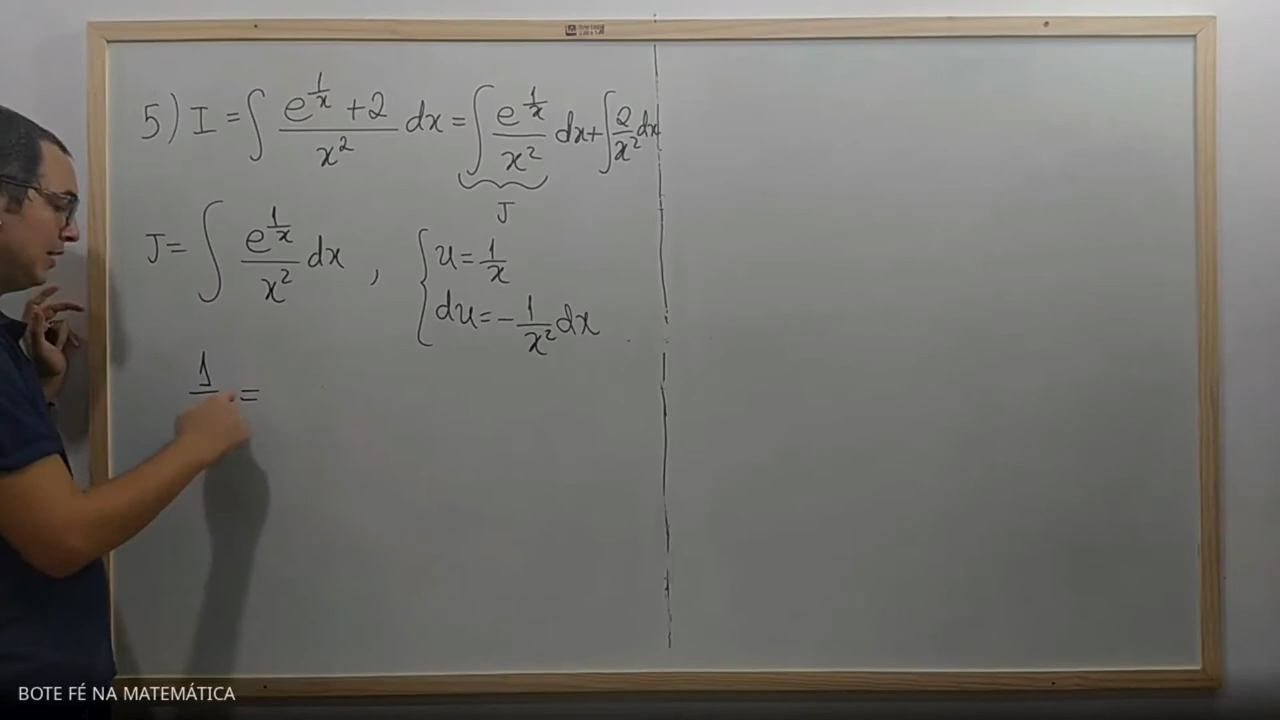 5) I = ∫ (e^(1/x) + 2)/x² dx = ∫ e^(1/x)/x² dx + ∫ 2/x² dx
J
J = ∫ e^(1/x)/x² dx , { u = 1/x
du = -1/x² dx
1/ =
BOTE FÉ NA MATEMÁTICA